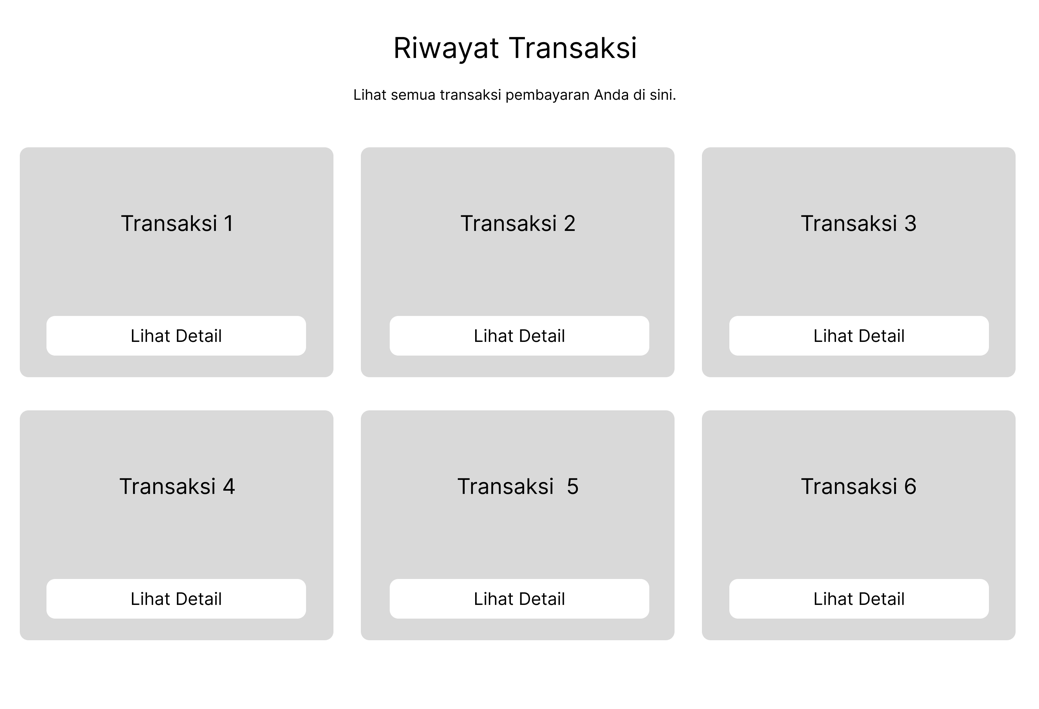 Riwayat Transaksi
Lihat semua transaksi pembayaran Anda di sini.
Transaksi 1
Transaksi 2
Transaksi 3
Lihat Detail
Lihat Detail
Lihat Detail
Transaksi 4
Transaksi  5
Transaksi 6
Lihat Detail
Lihat Detail
Lihat Detail